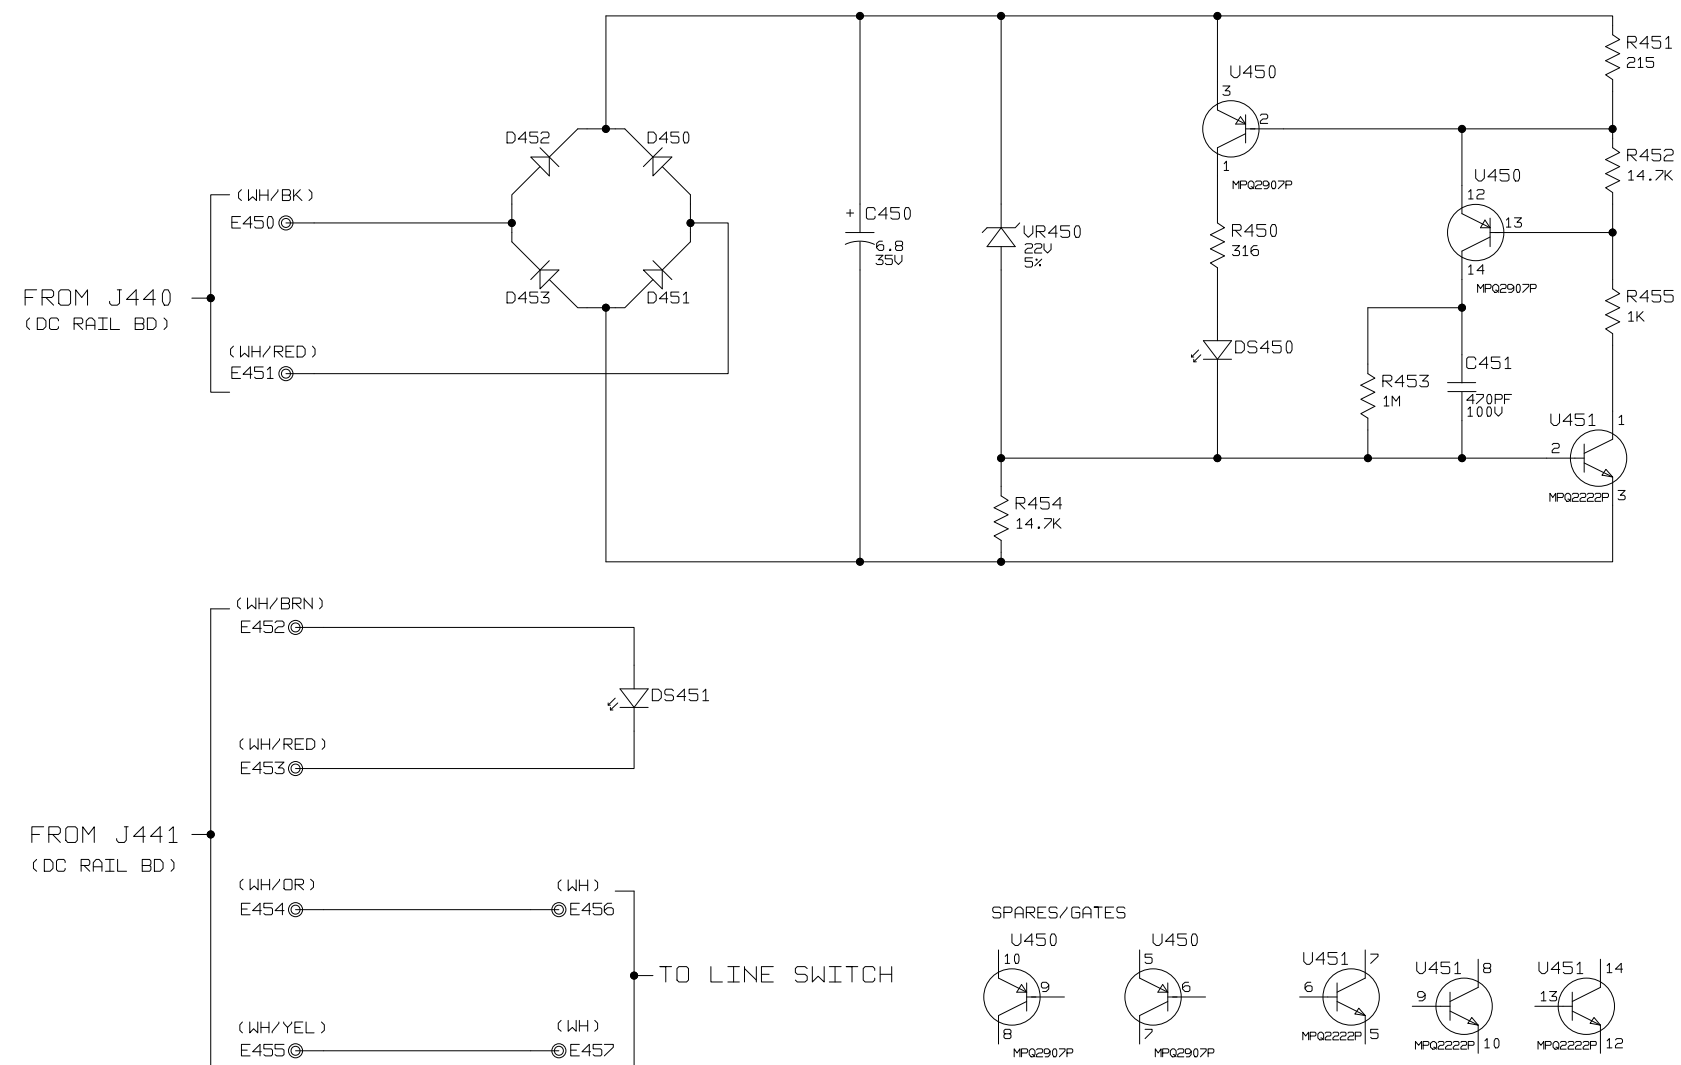 R451
215
U450
3
2
1
MPQ2907P
D452
D450
R452
14.7K
U450
12
13
14
MPQ2907P
(WH/BK)
E450
+ C450
6.8
35V
VR450
22V
5%
R450
316
FROM J440
(DC RAIL BD)
D453
D451
R455
1K
(WH/RED)
E451
DS450
C451
470PF
100V
R453
1M
U451
1
2
MPQ2222P
3
R454
14.7K
(WH/BRN)
E452
DS451
(WH/RED)
E453
FROM J441
(DC RAIL BD)
(WH/OR)
E454
(WH)
E456
TO LINE SWITCH
(WH/YEL)
E455
(WH)
E457
SPARES/GATES
U450
10
9
8
MPQ2907P
U450
5
6
7
MPQ2907P
U451
7
6
MPQ2222P
5
U451
8
9
MPQ2222P
10
U451
14
13
MPQ2222P
12